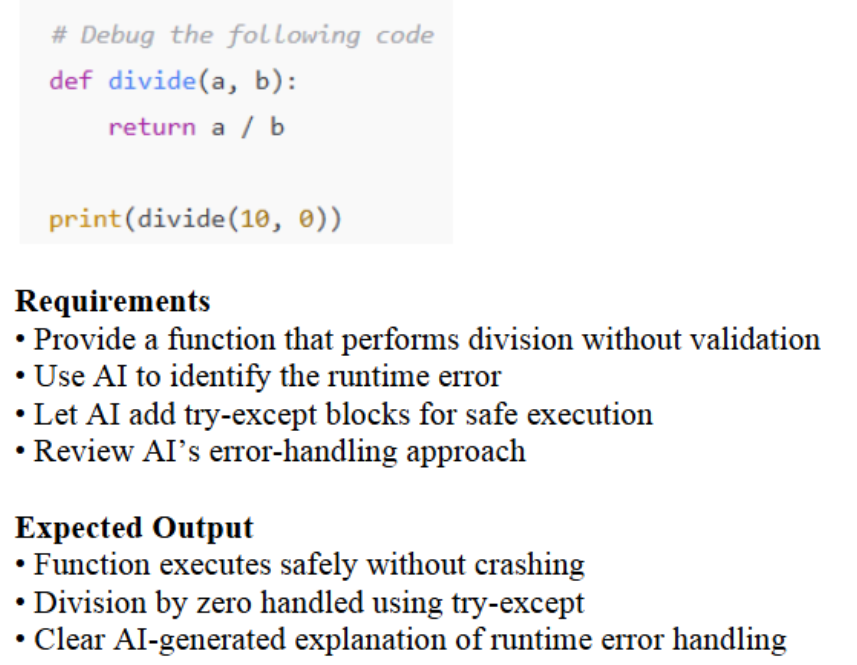 # Debug the following code
def divide(a, b):
    return a / b
print(divide(10, 0))
Requirements
• Provide a function that performs division without validation
• Use AI to identify the runtime error
• Let AI add try-except blocks for safe execution
• Review AI’s error-handling approach
Expected Output
• Function executes safely without crashing
• Division by zero handled using try-except
• Clear AI-generated explanation of runtime error handling